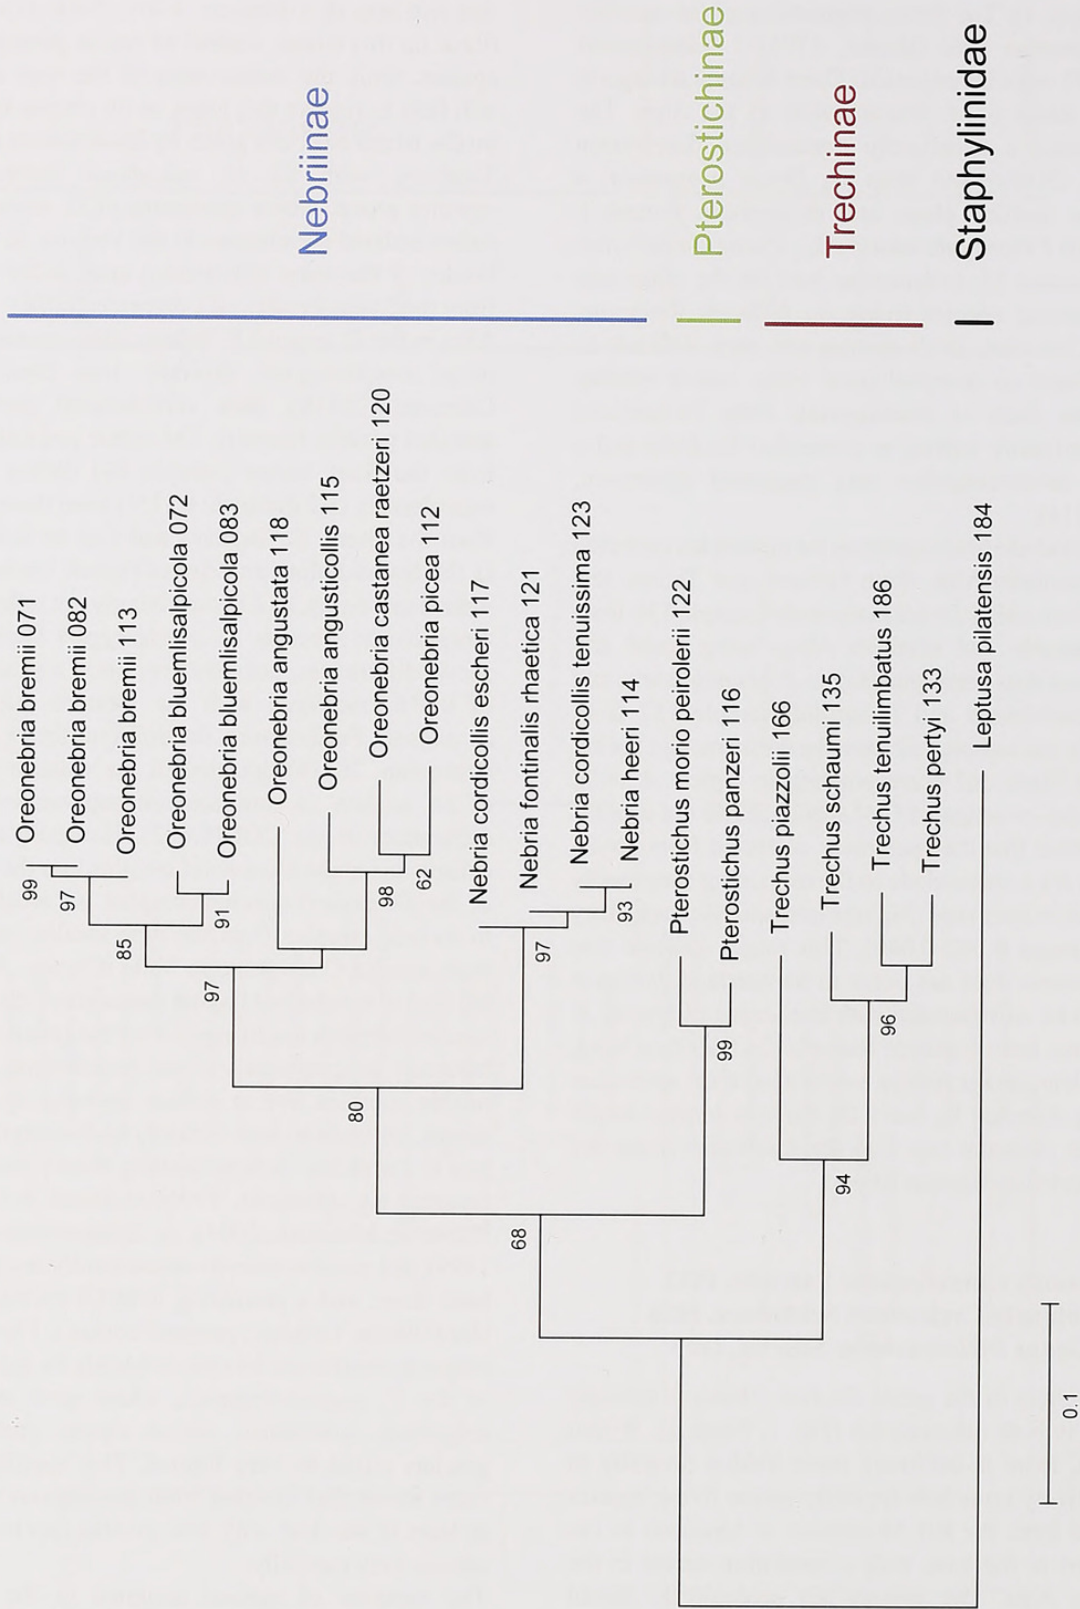 Oreonebria bremii 071
Oreonebria bremii 082
Oreonebria bremii 113
Oreonebria bluemlisalpicola 072
Oreonebria bluemlisalpicola 083
Oreonebria angustata 118
Oreonebria angusticollis 115
Oreonebria castanea raetzeri 120
Oreonebria picea 112
Nebria cordicollis escheri 117
Nebria fontinalis rhaetica 121
Nebria cordicollis tenuissima 123
Nebria heeri 114
Pterostichus morio peirolerii 122
Pterostichus panzeri 116
Trechus piazzolii 166
Trechus schaumi 135
Trechus tenuilimbatus 186
Trechus pertyi 133
Leptusa pilatensis 184
Nebriinae
Pterostichinae
Trechinae
Staphylinidae
99
97
85
91
97
98
62
80
97
93
68
99
94
96
0.1